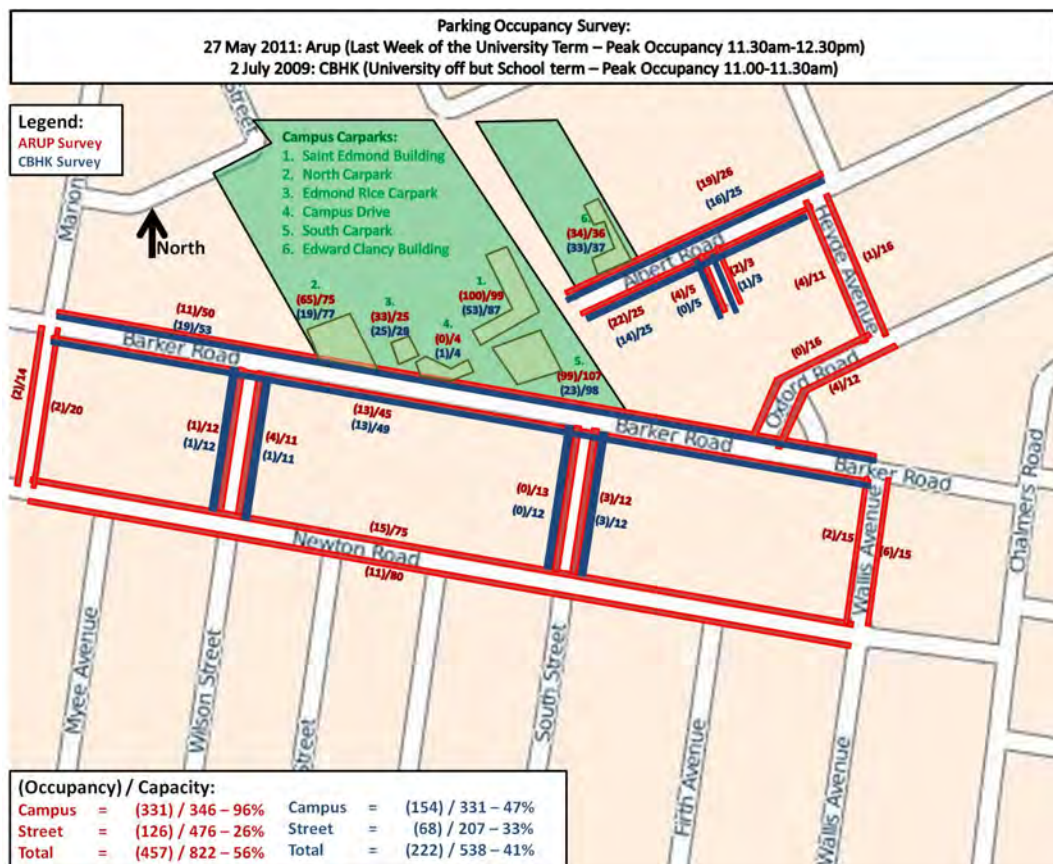 Parking Occupancy Survey:
27 May 2011: Arup (Last Week of the University Term – Peak Occupancy 11.30am-12.30pm)
2 July 2009: CBHK (University off but School term – Peak Occupancy 11.00-11.30am)
Street
Legend:
ARUP Survey
CBHK Survey
Campus Carparks:
1. Saint Edmond Building
2, North Carpark
3. Edmond Rice Carpark
4. Campus Drive
5. South Carpark
6. Edward Clancy Building
Marion
North
(19)/26
(16)/25
6.
(34)/36
(33)/37
Albert Road
Heyde Avenue
(1)/16
(2)/3
(1)/3
(4)/5
(0)/5
(4)/11
(22)/25
(14)/25
1.
(100)/99
(53)/87
2.
(65)/75
(19)/77
3.
(33)/25
(25)/28
4.
(0)/4
(1)/4
5.
(99)/107
(23)/98
(11)/50
(19)/53
Barker Road
(0)/16
Oxford Road
(4)/12
(2)/14
(2)/20
(1)/12
(1)/12
(4)/11
(1)/11
(13)/45
(13)/49
Barker Road
Barker Road
(0)/13
(0)/12
(3)/12
(3)/12
(2)/15
Wallis Avenue
(6)/15
Chalmers Road
(15)/75
Newton Road
(11)/80
Myee Avenue
Wilson Street
Street
South Street
Firth Avenue
Wallis Avenue
(Occupancy) / Capacity:
Campus = (331) / 346 – 96% Campus = (154) / 331 – 47%
Street = (126) / 476 – 26% Street = (68) / 207 – 33%
Total = (457) / 822 – 56% Total = (222) / 538 – 41%